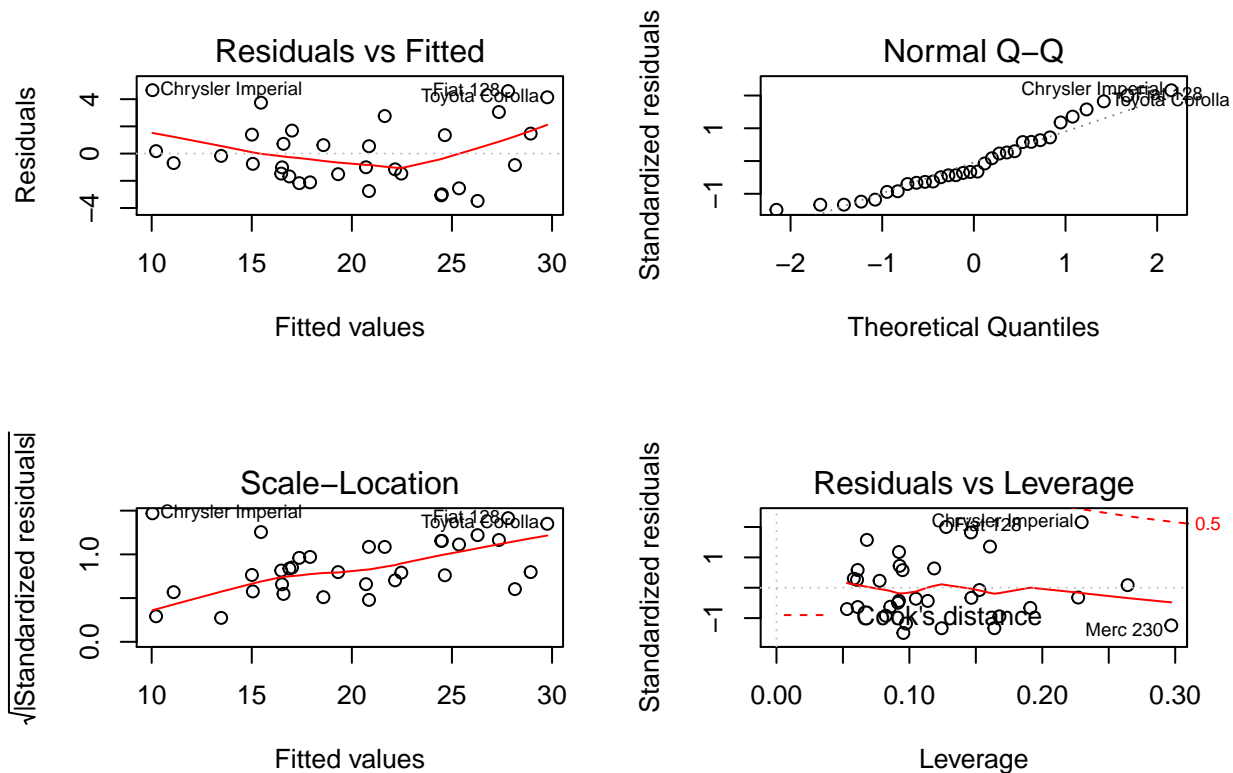 Residuals vs Fitted
Residuals
4
0
−4
Chrysler Imperial
Fiat 128
Toyota Corolla
10 15 20 25 30
Fitted values
Normal Q−Q
Standardized residuals
1
−1
Chrysler Imperial
Fiat 128
Toyota Corolla
−2 −1 0 1 2
Theoretical Quantiles
Scale−Location
√|Standardized residuals|
1.0
0.0
Chrysler Imperial
Fiat 128
Toyota Corolla
10 15 20 25 30
Fitted values
Residuals vs Leverage
Standardized residuals
1
−1
Chrysler Imperial
Fiat 128
0.5
Cook's distance
Merc 230
0.00 0.10 0.20 0.30
Leverage